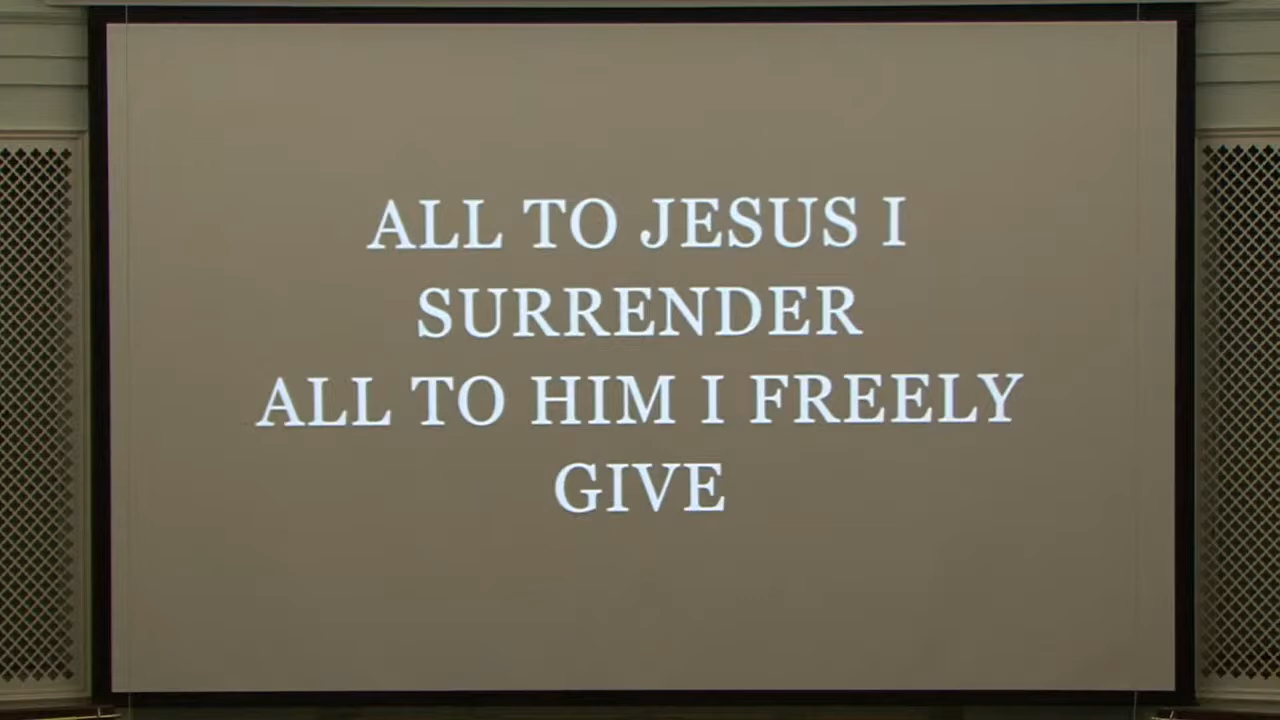 ALL TO JESUS I
SURRENDER
ALL TO HIM I FREELY
GIVE